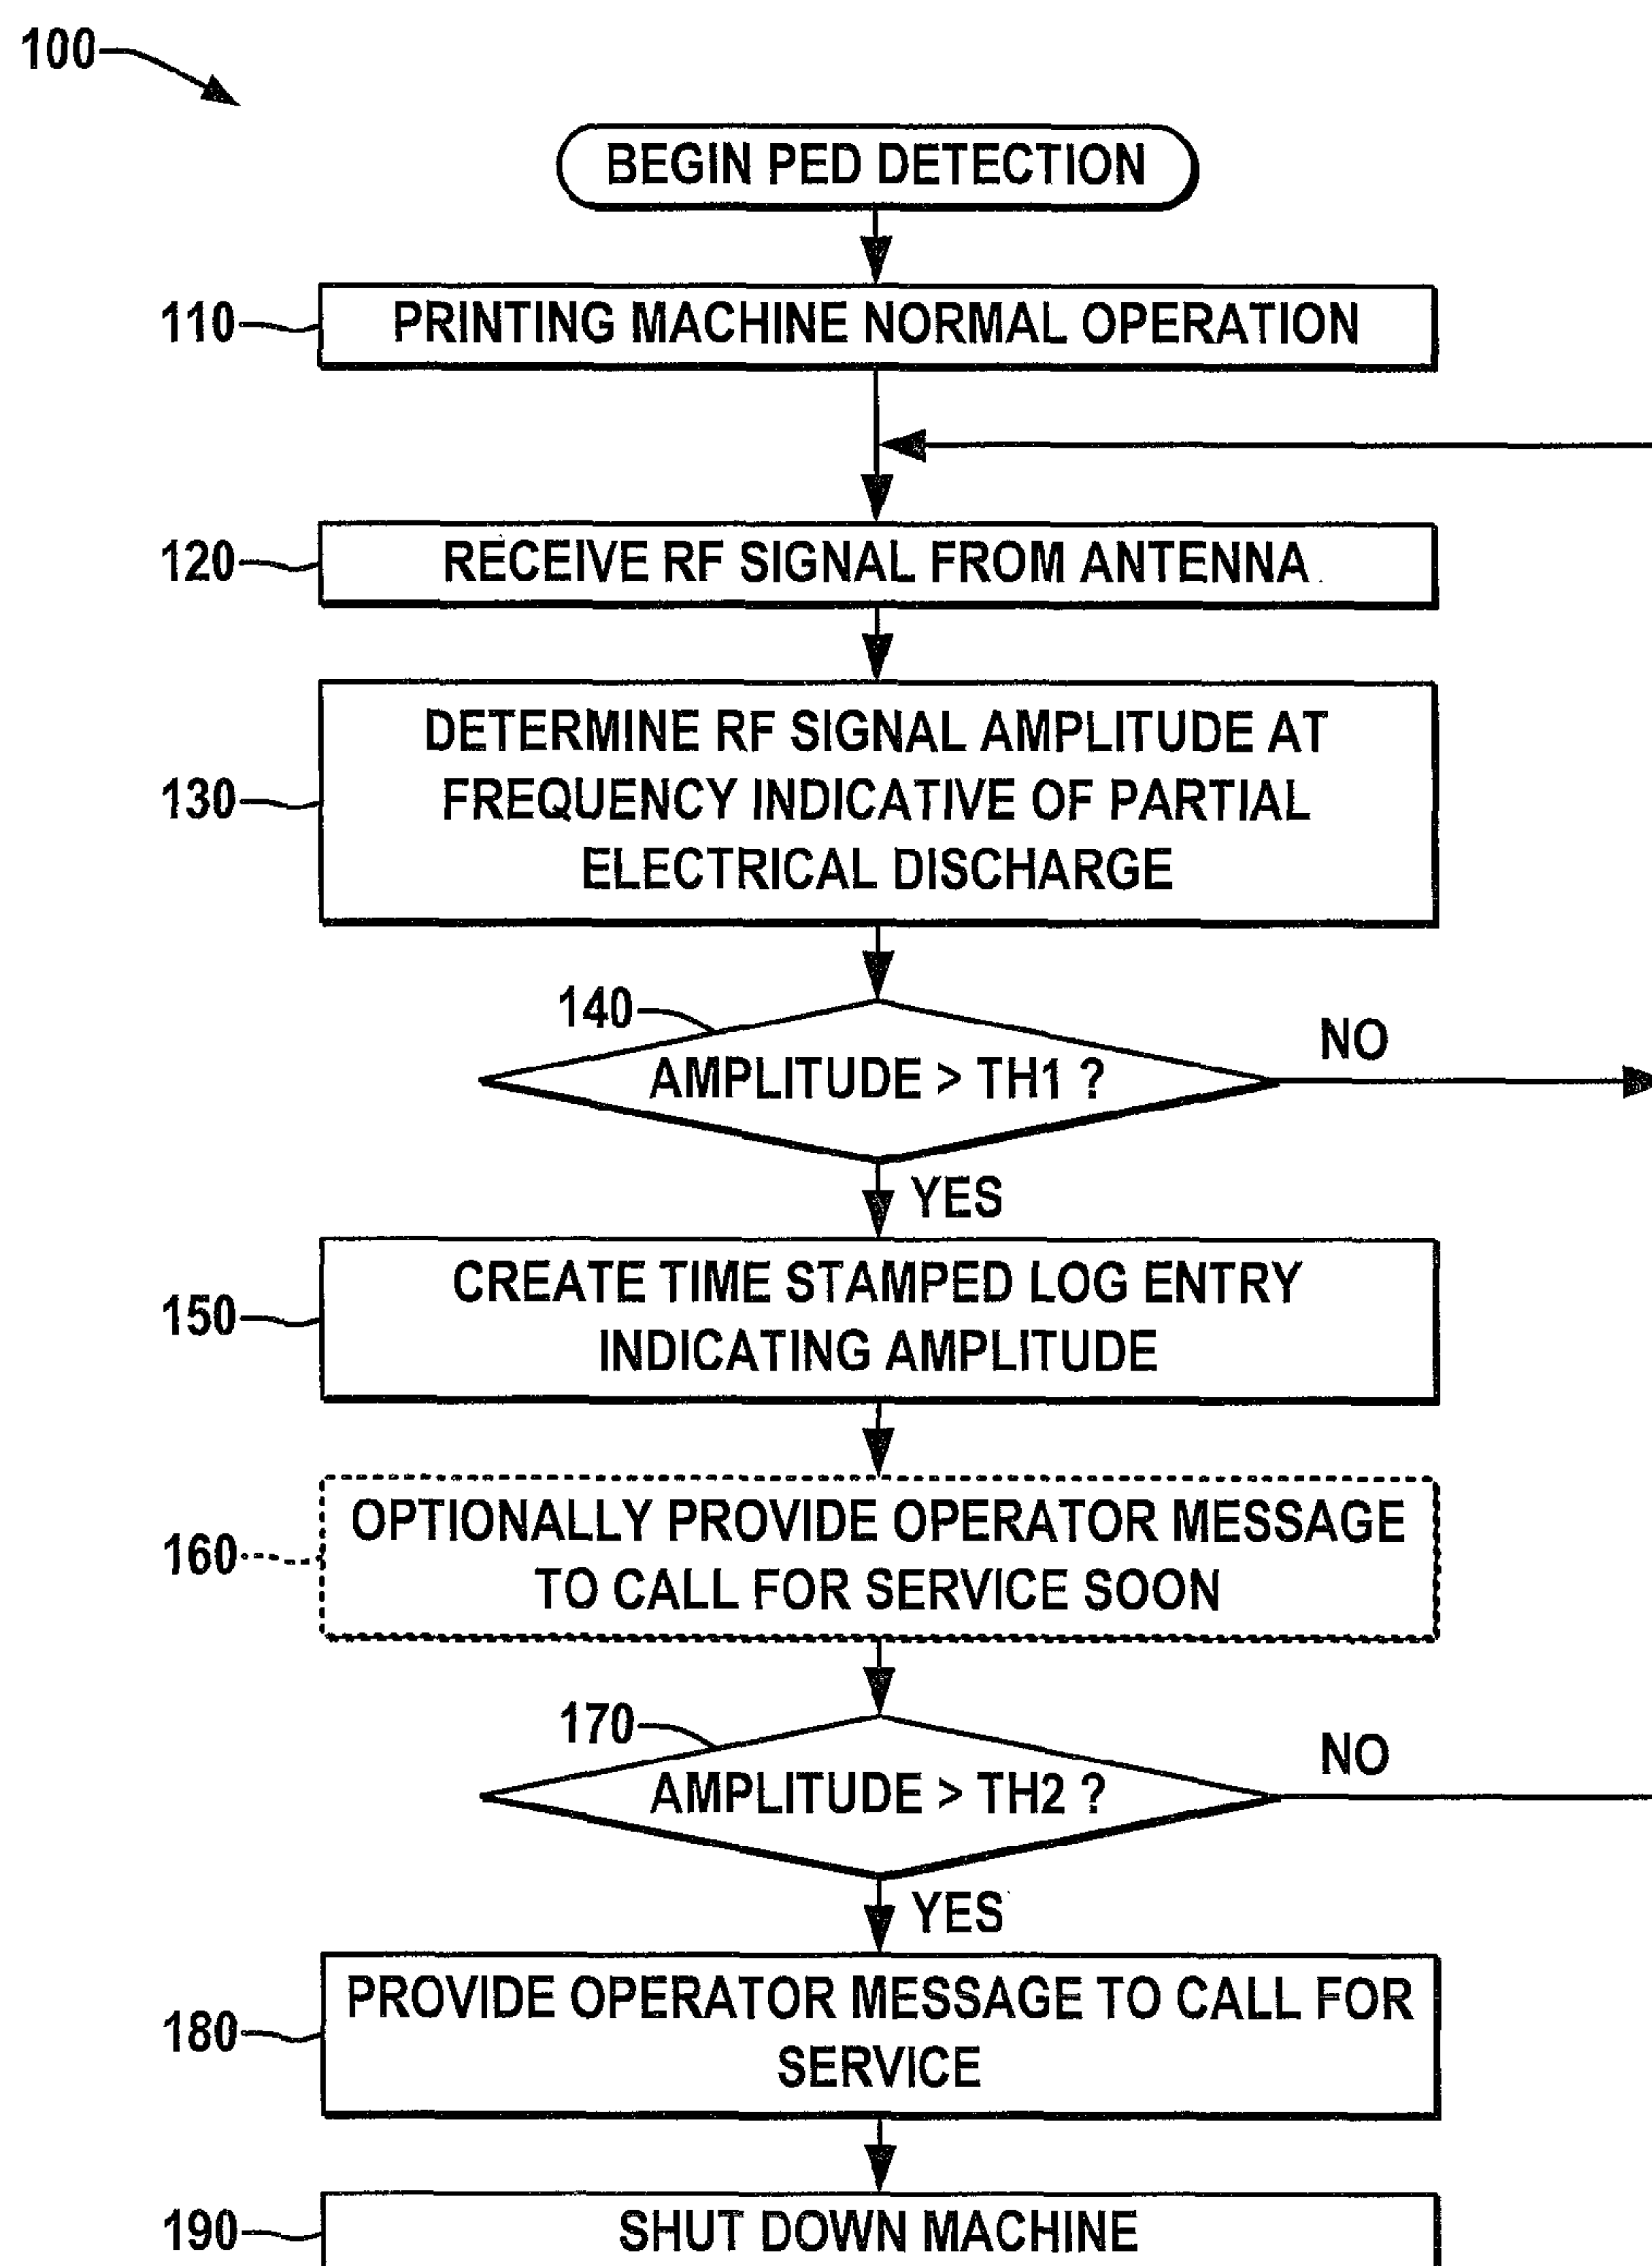 100
BEGIN PED DETECTION
110
PRINTING MACHINE NORMAL OPERATION
120
RECEIVE RF SIGNAL FROM ANTENNA
130
DETERMINE RF SIGNAL AMPLITUDE AT
FREQUENCY INDICATIVE OF PARTIAL
ELECTRICAL DISCHARGE
140
AMPLITUDE > TH1 ?
NO
YES
150
CREATE TIME STAMPED LOG ENTRY
INDICATING AMPLITUDE
160
OPTIONALLY PROVIDE OPERATOR MESSAGE
TO CALL FOR SERVICE SOON
170
AMPLITUDE > TH2 ?
NO
YES
180
PROVIDE OPERATOR MESSAGE TO CALL FOR
SERVICE
190
SHUT DOWN MACHINE